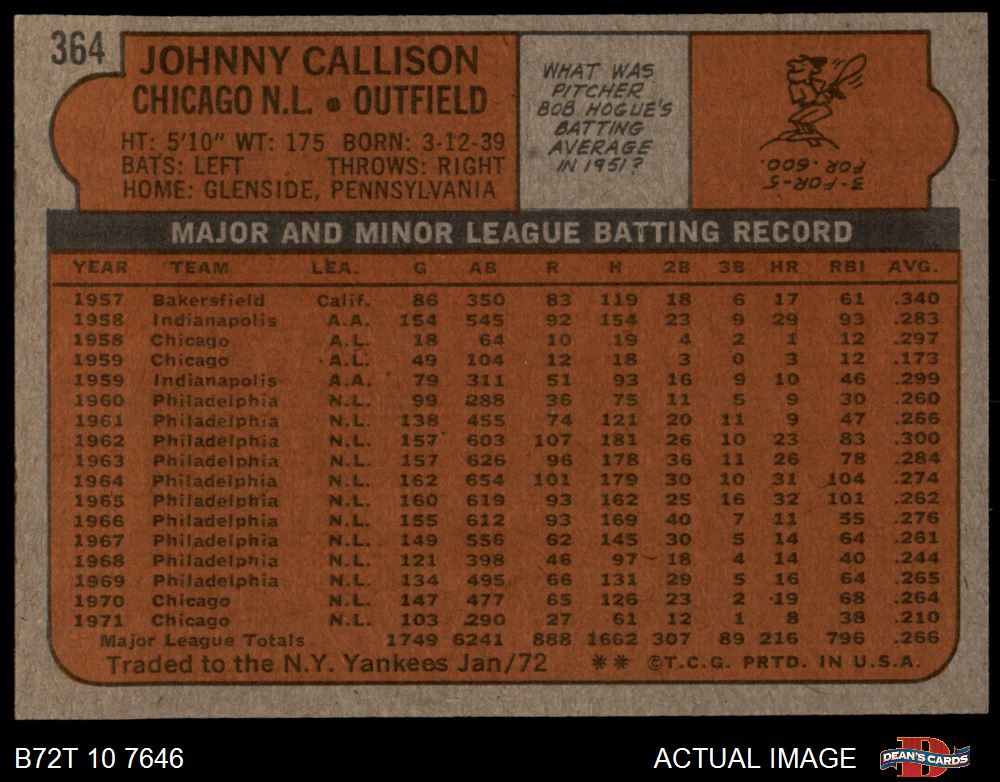 364
JOHNNY CALLISON
CHICAGO N.L. • OUTFIELD
HT: 5'10" WT: 175 BORN: 3-12-39
BATS: LEFT THROWS: RIGHT
HOME: GLENSIDE, PENNSYLVANIA
WHAT WAS
PITCHER
BOB HOGUE'S
BATTING
AVERAGE
IN 1951?
3-FOR-5
FOR .600.
MAJOR AND MINOR LEAGUE BATTING RECORD
YEAR TEAM LEA. G AB R H 2B 3B HR RBI AVG.
1957 Bakersfield Calif. 86 350 83 119 18 6 17 61 .340
1958 Indianapolis A.A. 154 545 92 154 23 9 29 93 .283
1958 Chicago A.L. 18 64 10 19 4 2 1 12 .297
1959 Chicago A.L. 49 104 12 18 3 0 3 12 .173
1959 Indianapolis A.A. 79 311 51 93 16 9 10 46 .299
1960 Philadelphia N.L. 99 288 36 75 11 5 9 30 .260
1961 Philadelphia N.L. 138 455 74 121 20 11 9 47 .266
1962 Philadelphia N.L. 157 603 107 181 26 10 23 83 .300
1963 Philadelphia N.L. 157 626 96 178 36 11 26 78 .284
1964 Philadelphia N.L. 162 654 101 179 30 10 31 104 .274
1965 Philadelphia N.L. 160 619 93 162 25 16 32 101 .262
1966 Philadelphia N.L. 155 612 93 169 40 7 11 55 .276
1967 Philadelphia N.L. 149 556 62 145 30 5 14 64 .261
1968 Philadelphia N.L. 121 398 46 97 18 4 14 40 .244
1969 Philadelphia N.L. 134 495 66 131 29 5 16 64 .265
1970 Chicago N.L. 147 477 65 126 23 2 19 68 .264
1971 Chicago N.L. 103 290 27 61 12 1 8 38 .210
Major League Totals 1749 6241 888 1662 307 89 216 796 .266
Traded to the N.Y. Yankees Jan/72 ** ©T.C.G. PRTD. IN U.S.A.
B72T 10 7646 ACTUAL IMAGE DEAN'S CARDS